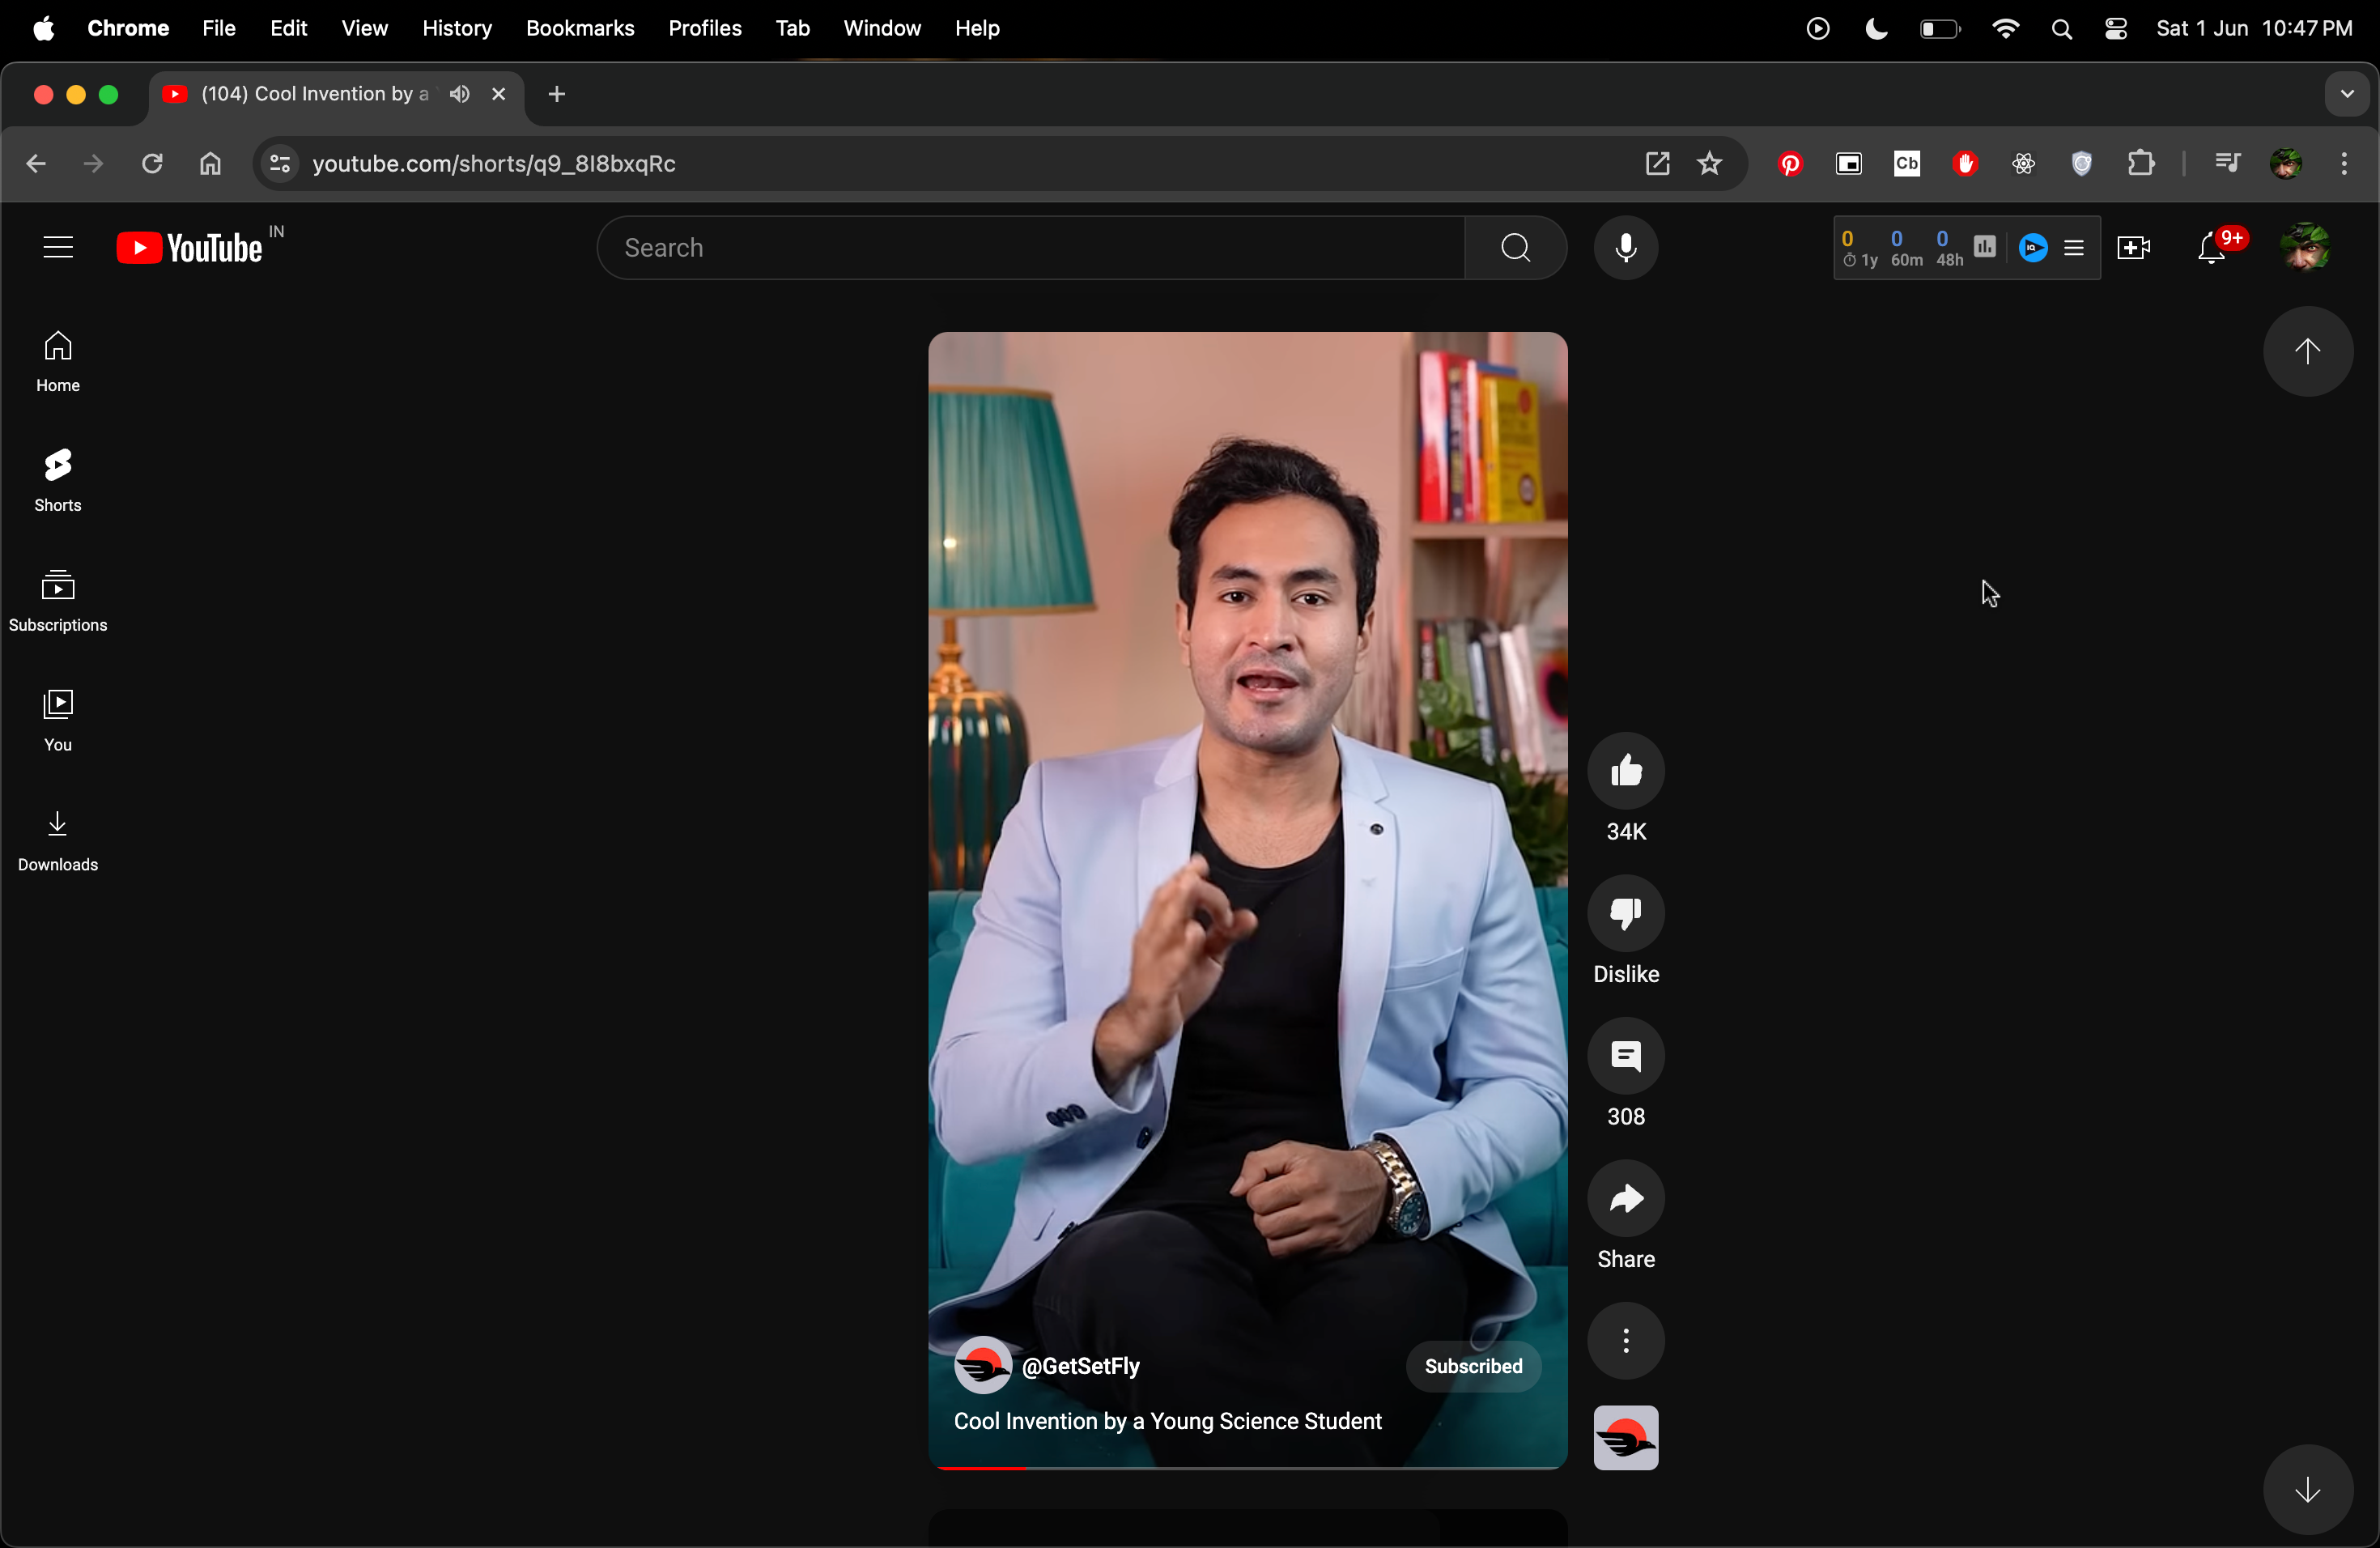 Chrome File Edit View History Bookmarks Profiles Tab Window Help Sat 1 Jun 10:47 PM
(104) Cool Invention by a
youtube.com/shorts/q9_8I8bxqRc
Cb
YouTube IN
Search
0 0 0
1y 60m 48h
IQ
9+
Home
Shorts
Subscriptions
You
Downloads
34K
Dislike
308
Share
@GetSetFly Subscribed
Cool Invention by a Young Science Student